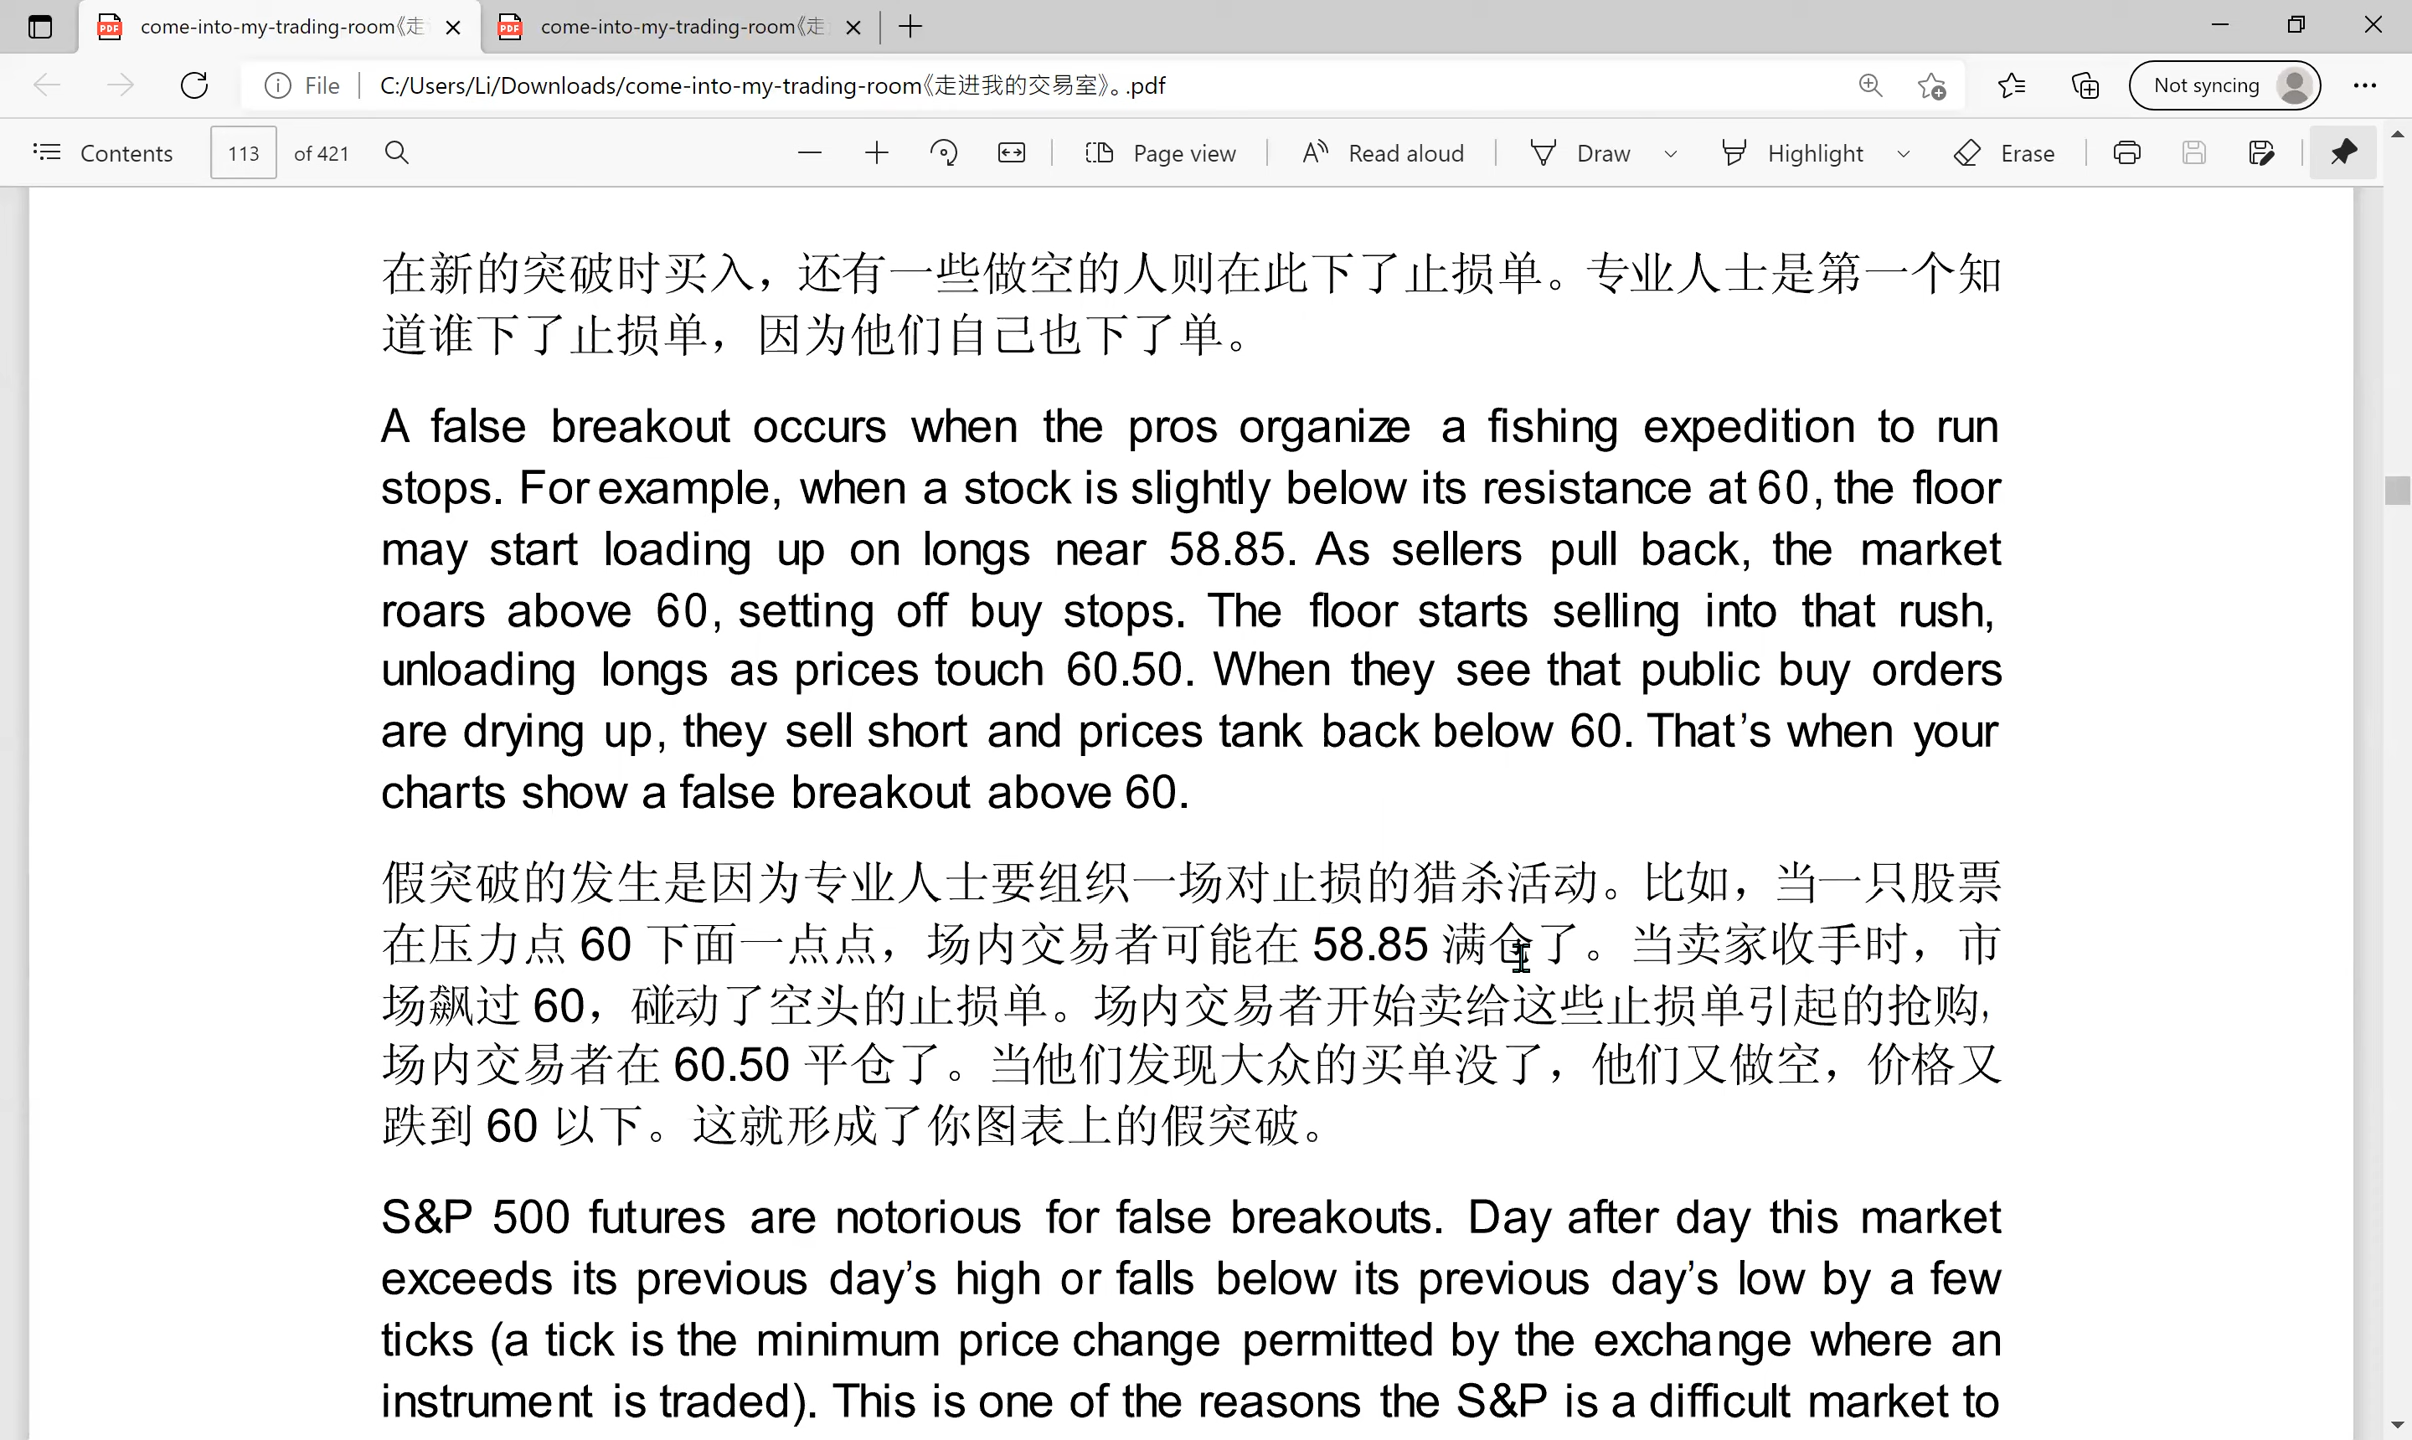 come-into-my-trading-room《走
come-into-my-trading-room《走
File
C:/Users/Li/Downloads/come-into-my-trading-room《走进我的交易室》。.pdf
Not syncing
Contents
113
of 421
Page view
Read aloud
Draw
Highlight
Erase
在新的突破时买入，还有一些做空的人则在此下了止损单。专业人士是第一个知
道谁下了止损单，因为他们自己也下了单。
A false breakout occurs when the pros organize a fishing expedition to run
stops. For example, when a stock is slightly below its resistance at 60, the floor
may start loading up on longs near 58.85. As sellers pull back, the market
roars above 60, setting off buy stops. The floor starts selling into that rush,
unloading longs as prices touch 60.50. When they see that public buy orders
are drying up, they sell short and prices tank back below 60. That’s when your
charts show a false breakout above 60.
假突破的发生是因为专业人士要组织一场对止损的猎杀活动。比如，当一只股票
在压力点 60 下面一点点，场内交易者可能在 58.85 满仓了。当卖家收手时，市
场飙过 60，碰动了空头的止损单。场内交易者开始卖给这些止损单引起的抢购，
场内交易者在 60.50 平仓了。当他们发现大众的买单没了，他们又做空，价格又
跌到 60 以下。这就形成了你图表上的假突破。
S&P 500 futures are notorious for false breakouts. Day after day this market
exceeds its previous day’s high or falls below its previous day’s low by a few
ticks (a tick is the minimum price change permitted by the exchange where an
instrument is traded). This is one of the reasons the S&P is a difficult market to